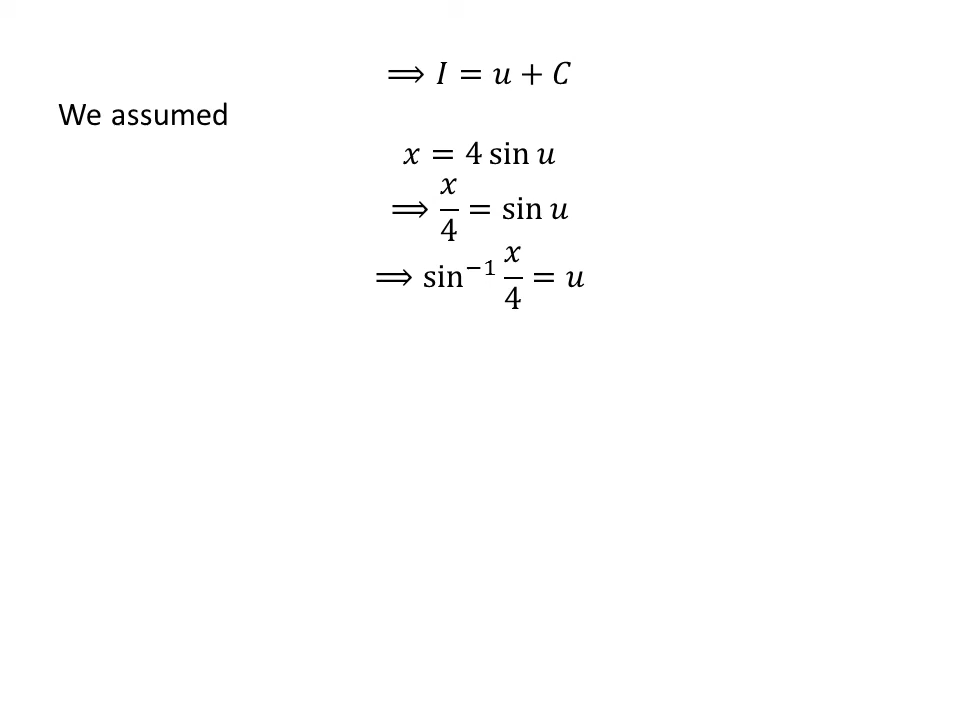 ⟹ 𝐼 = 𝑢 + 𝐶
We assumed
𝑥 = 4 sin 𝑢
⟹ 𝑥/4 = sin 𝑢
⟹ sin⁻¹ 𝑥/4 = 𝑢